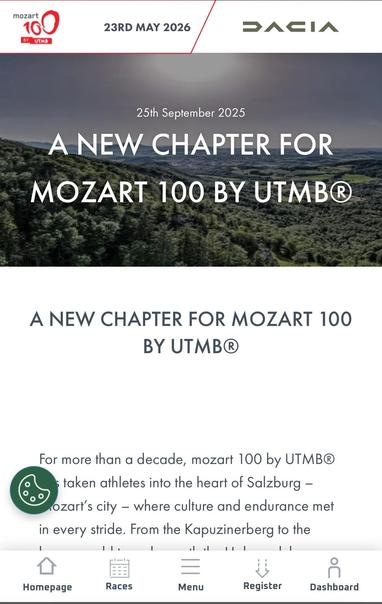 mozart
100
BY UTMB
23RD MAY 2026
DACIA
25th September 2025
A NEW CHAPTER FOR
MOZART 100 BY UTMB®
A NEW CHAPTER FOR MOZART 100
BY UTMB®
For more than a decade, mozart 100 by UTMB®
taken athletes into the heart of Salzburg –
ozart’s city – where culture and endurance met
in every stride. From the Kapuzinerberg to the
Homepage
Races
Menu
Register
Dashboard